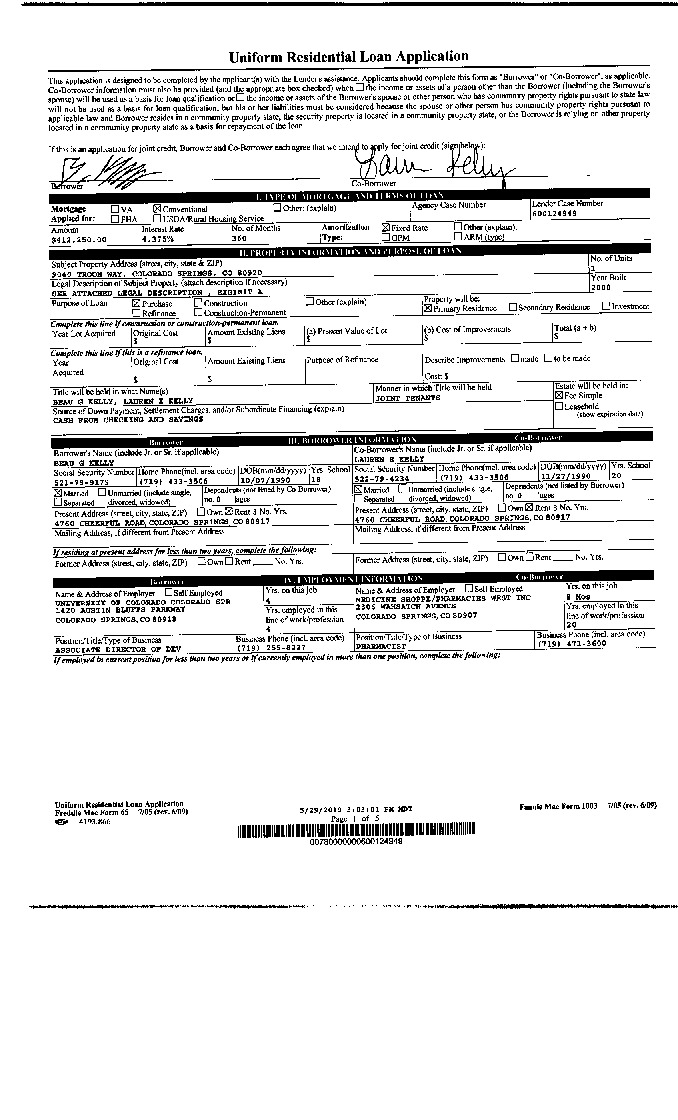 Uniform Residential Loan Application
This application is designed to be completed by the applicant(s) with the Lender's assistance. Applicants should complete this form as "Borrower" or "Co-Borrower", as applicable.
Co-Borrower information must also be provided (and the appropriate box checked) when ☐ the income or assets of a person other than the Borrower (including the Borrower's
spouse) will be used as a basis for loan qualification or ☐ the income or assets of the Borrower's spouse or other person who has community property rights pursuant to state law
will not be used as a basis for loan qualification, but his or her liabilities must be considered because the spouse or other person has community property rights pursuant to
applicable law and Borrower resides in a community property state, the security property is located in a community property state, or the Borrower is relying on other property
located in a community property state as a basis for repayment of the loan.
If this is an application for joint credit, Borrower and Co-Borrower each agree that we intend to apply for joint credit (sign below):
Lauren Kelly
Borrower Co-Borrower
I. TYPE OF MORTGAGE AND TERMS OF LOAN
Mortgage ☐ VA ☒ Conventional ☐ Other: (explain) Agency Case Number Lender Case Number
Applied for: ☐ FHA ☐ USDA/Rural Housing Service 600124949
Amount Interest Rate No. of Months Amortization ☒ Fixed Rate ☐ Other (explain):
$412,250.00 4.375% 360 Type: ☐ GPM ☐ ARM (type)
II. PROPERTY INFORMATION AND PURPOSE OF LOAN
Subject Property Address (street, city, state & ZIP) No. of Units
WAY, COLORADO SPRINGS, CO 80920 1
Legal Description of Subject Property (attach description if necessary) Year Built
SEE ATTACHED LEGAL DESCRIPTION , EXHIBIT A 2000
Purpose of Loan ☒ Purchase ☐ Construction ☐ Other (explain) Property will be:
☐ Refinance ☐ Construction-Permanent ☒ Primary Residence ☐ Secondary Residence ☐ Investment
Complete this line if construction or construction-permanent loan.
Year Lot Acquired Original Cost Amount Existing Liens (a) Present Value of Lot (b) Cost of Improvements Total (a + b)
$ $ $ $ $
Complete this line if this is a refinance loan.
Year Original Cost Amount Existing Liens Purpose of Refinance Describe Improvements ☐ made ☐ to be made
Acquired
$ $ Cost: $
Title will be held in what Name(s) Manner in which Title will be held Estate will be held in:
BEAU G KELLY, LAUREN E KELLY JOINT TENANTS ☒ Fee Simple
Source of Down Payment, Settlement Charges, and/or Subordinate Financing (explain) ☐ Leasehold
CASH FROM CHECKING AND SAVINGS (show expiration date)
Borrower III. BORROWER INFORMATION Co-Borrower
Borrower's Name (include Jr. or Sr. if applicable) Co-Borrower's Name (include Jr. or Sr. if applicable)
BEAU G KELLY LAUREN E KELLY
Social Security Number Home Phone(incl. area code) DOB(mm/dd/yyyy) Yrs. School Social Security Number Home Phone(incl. area code) DOB(mm/dd/yyyy) Yrs. School
521-79-9175 (719) 433-3506 10/07/1990 18 522-79-4234 (719) 433-3506 11/27/1990 20
☒ Married ☐ Unmarried (include single, Dependents (not listed by Co-Borrower) ☒ Married ☐ Unmarried (include single, Dependents (not listed by Borrower)
☐ Separated divorced, widowed) no. 0 ages ☐ Separated divorced, widowed) no. 0 ages
Present Address (street, city, state, ZIP) ☐ Own ☒ Rent 3 No. Yrs. Present Address (street, city, state, ZIP) ☐ Own ☒ Rent 3 No. Yrs.
4760 CHEERFUL ROAD, COLORADO SPRINGS, CO 80917 4760 CHEERFUL ROAD, COLORADO SPRINGS, CO 80917
Mailing Address, if different from Present Address Mailing Address, if different from Present Address
If residing at present address for less than two years, complete the following:
Former Address (street, city, state, ZIP) ☐ Own ☐ Rent ___ No. Yrs. Former Address (street, city, state, ZIP) ☐ Own ☐ Rent ___ No. Yrs.
Borrower IV. EMPLOYMENT INFORMATION Co-Borrower
Name & Address of Employer ☐ Self Employed Yrs. on this job Name & Address of Employer ☐ Self Employed Yrs. on this job
UNIVERSITY OF COLORADO COLORADO SPR 4 MEDICINE SHOPPE/PHARMACIES WEST INC 8 Mos
1420 AUSTIN BLUFFS PARKWAY Yrs. employed in this 2306 WAHSATCH AVENUE Yrs. employed in this
COLORADO SPRINGS, CO 80918 line of work/profession COLORADO SPRINGS, CO 80907 line of work/profession
4 20
Position/Title/Type of Business Business Phone (incl. area code) Position/Title/Type of Business Business Phone (incl. area code)
ASSOCIATE DIRECTOR OF DEV (719) 255-8227 PHARMACIST (719) 471-3600
If employed in current position for less than two years or if currently employed in more than one position, complete the following:
Uniform Residential Loan Application Fannie Mae Form 1003 7/05 (rev. 6/09)
Freddie Mac Form 65 7/05 (rev. 6/09) 5/29/2019 3:03:01 PM MDT
4193.866 Page 1 of 5
0078000000600124949